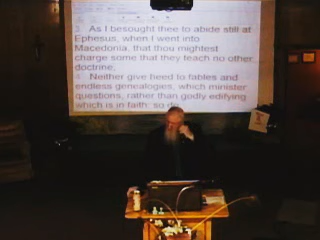 3 As I besought thee to abide still at
Ephesus, when I went into
Macedonia, that thou mightest
charge some that they teach no other
doctrine,
4 Neither give heed to fables and
endless genealogies, which minister
questions, rather than godly edifying
which is in faith: so do